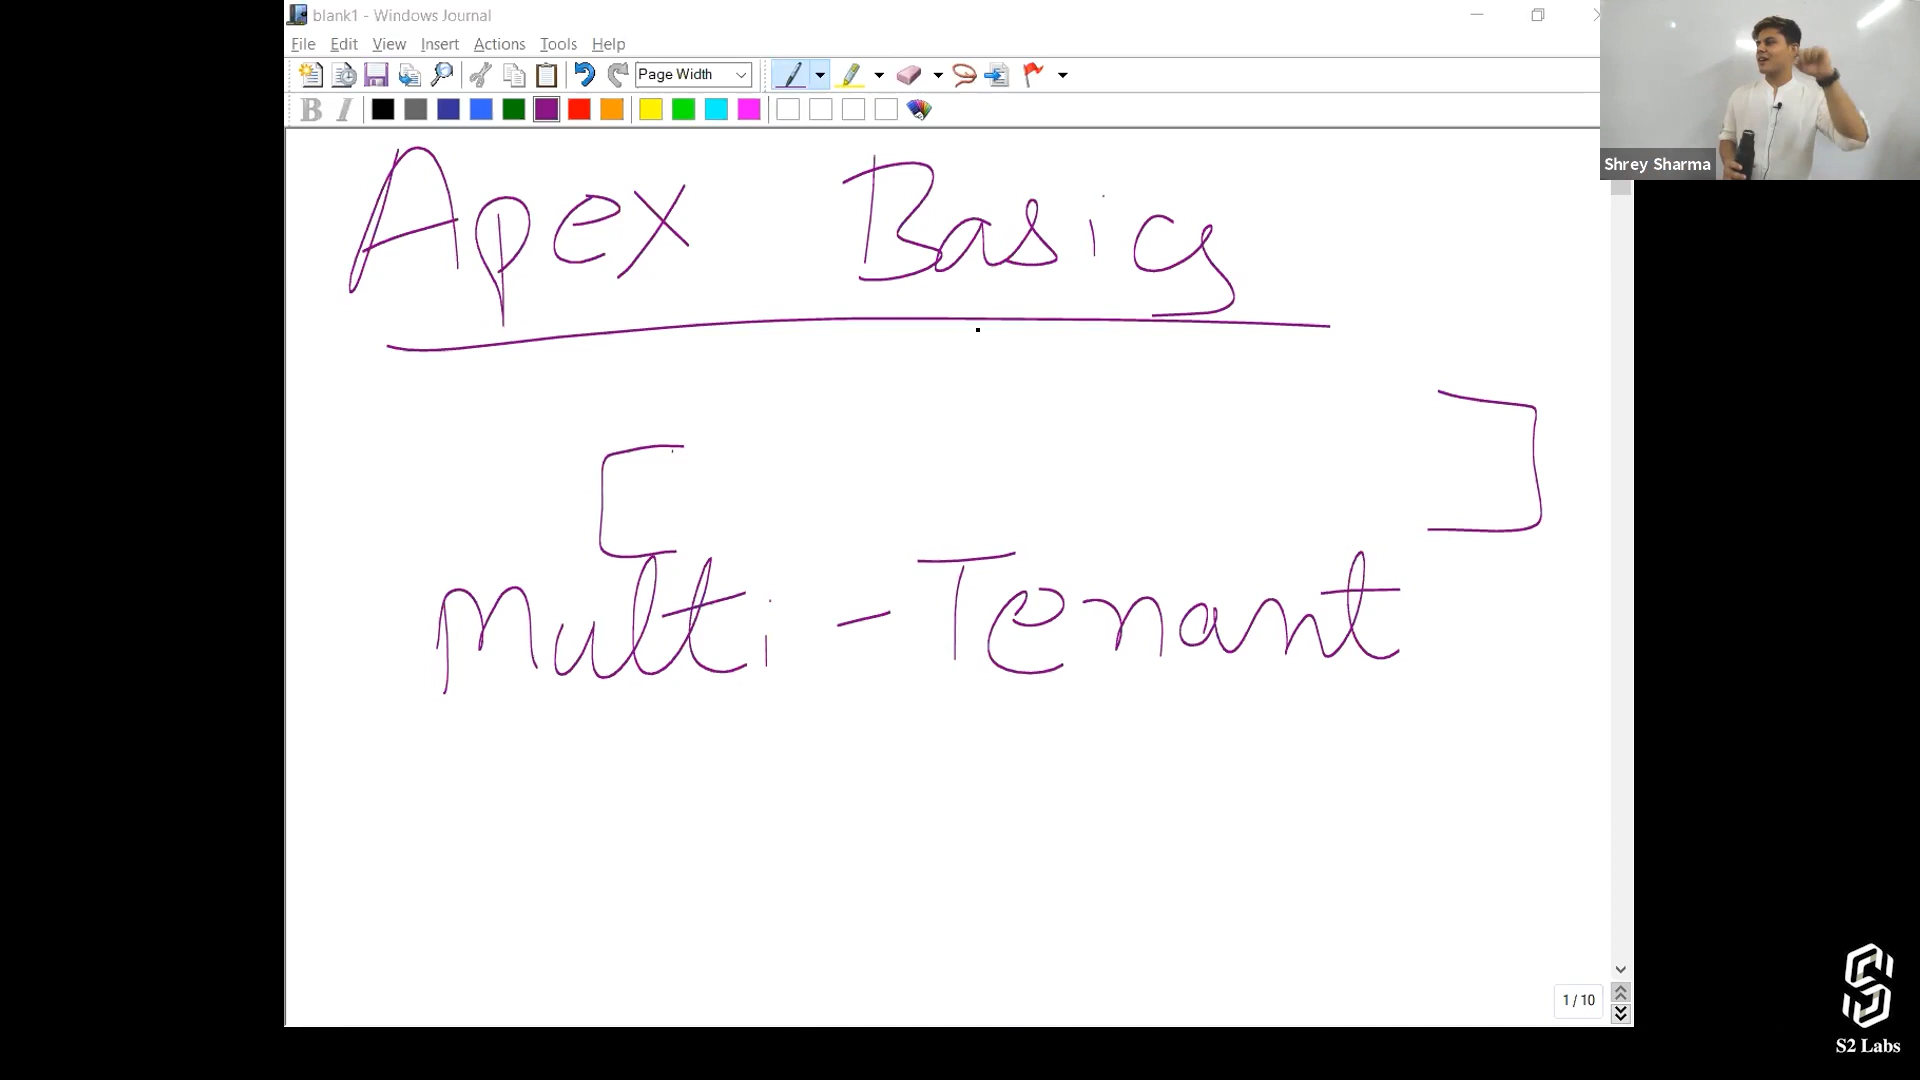 blank1 - Windows Journal
File Edit View Insert Actions Tools Help
Page Width
B I
Shrey Sharma
Apex Basics
Multi - Tenant
1 / 10
S2 Labs